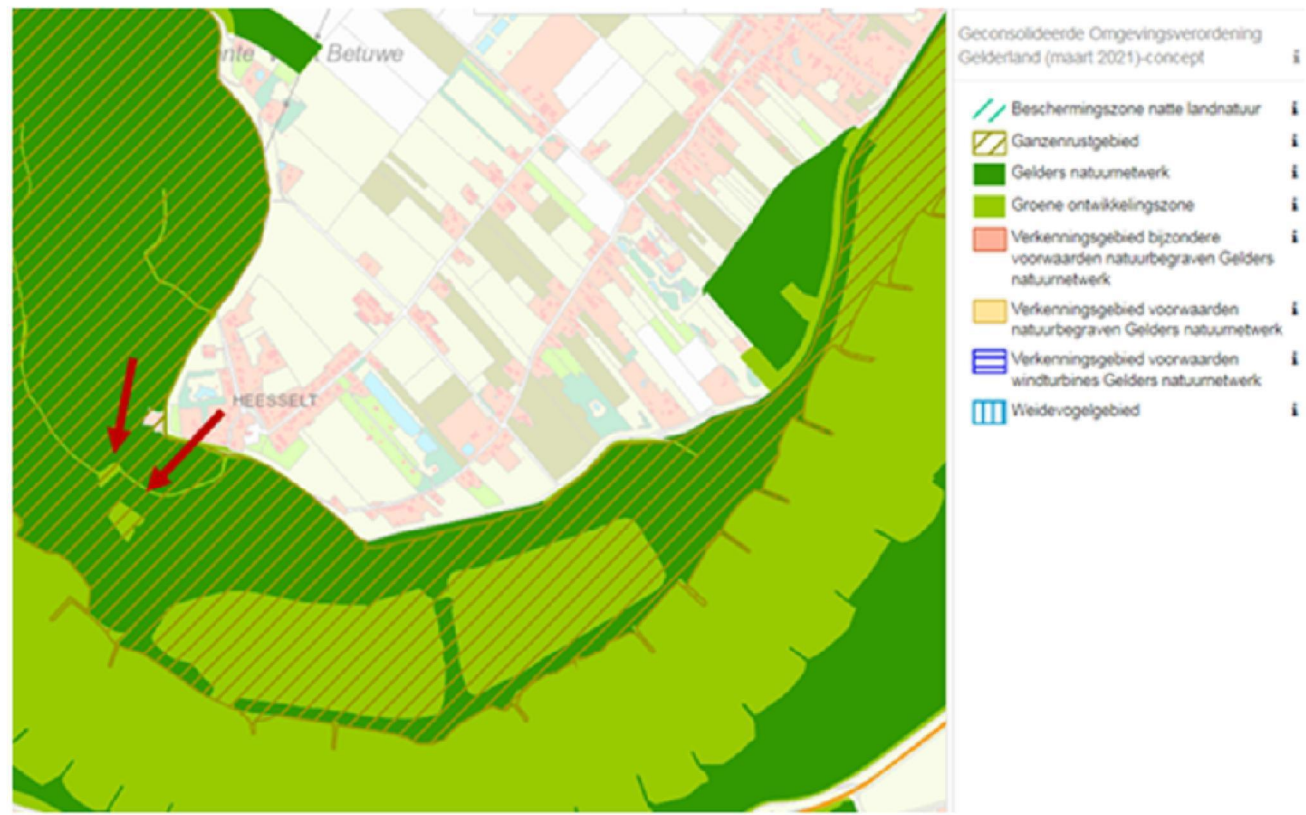 nte W t Betuwe
HEESSELT
Geconsolideerde Omgevingsverordening
Gelderland (maart 2021)-concept
i
Beschermingszone natte landnatuur
i
Ganzenrustgebied
i
Gelders natuurnetwerk
i
Groene ontwikkelingszone
i
Verkenningsgebied bijzondere
voorwaarden natuurbegraven Gelders
natuurnetwerk
i
Verkenningsgebied voorwaarden
natuurbegraven Gelders natuurnetwerk
i
Verkenningsgebied voorwaarden
windturbines Gelders natuurnetwerk
i
Weidevogelgebied
i